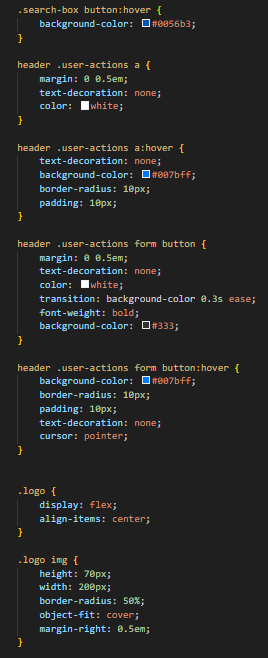 .search-box button:hover {
    background-color: #0056b3;
}
header .user-actions a {
    margin: 0 0.5em;
    text-decoration: none;
    color: white;
}
header .user-actions a:hover {
    text-decoration: none;
    background-color: #007bff;
    border-radius: 10px;
    padding: 10px;
}
header .user-actions form button {
    margin: 0 0.5em;
    text-decoration: none;
    color: white;
    transition: background-color 0.3s ease;
    font-weight: bold;
    background-color: #333;
}
header .user-actions form button:hover {
    background-color: #007bff;
    border-radius: 10px;
    padding: 10px;
    text-decoration: none;
    cursor: pointer;
}
.logo {
    display: flex;
    align-items: center;
}
.logo img {
    height: 70px;
    width: 200px;
    border-radius: 50%;
    object-fit: cover;
    margin-right: 0.5em;
}